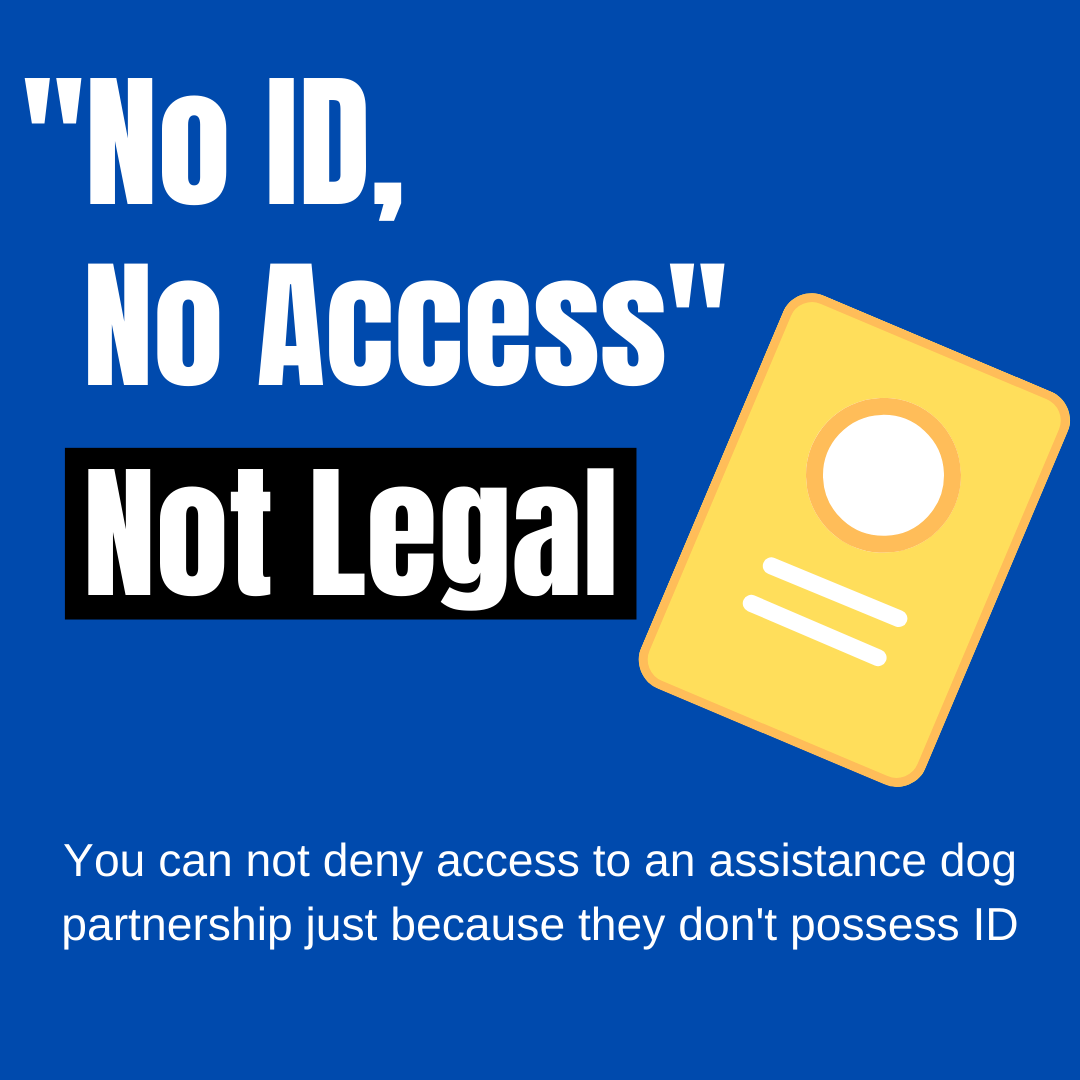 "No ID,
No Access"
Not Legal
You can not deny access to an assistance dog
partnership just because they don't possess ID